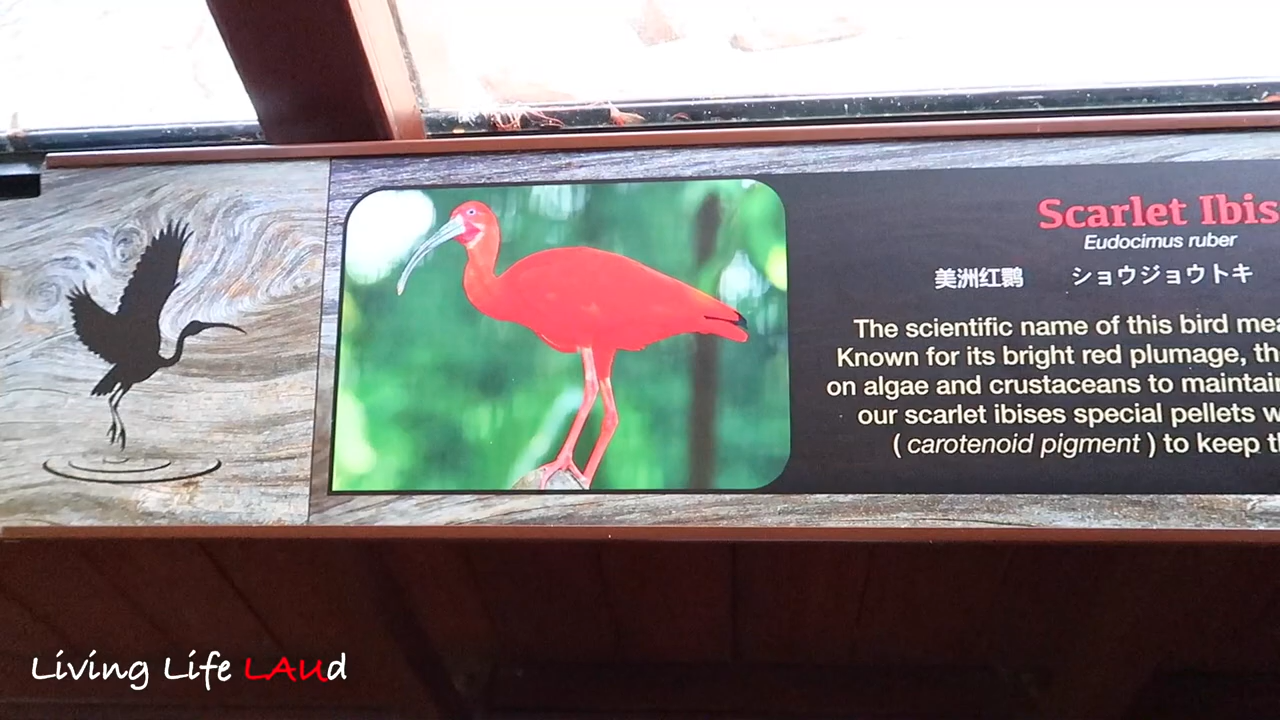 Scarlet Ibis
Eudocimus ruber
美洲红鹮 ショウジョウトキ
The scientific name of this bird mea
Known for its bright red plumage, th
on algae and crustaceans to maintain
our scarlet ibises special pellets w
( carotenoid pigment ) to keep th
Living Life LAUd